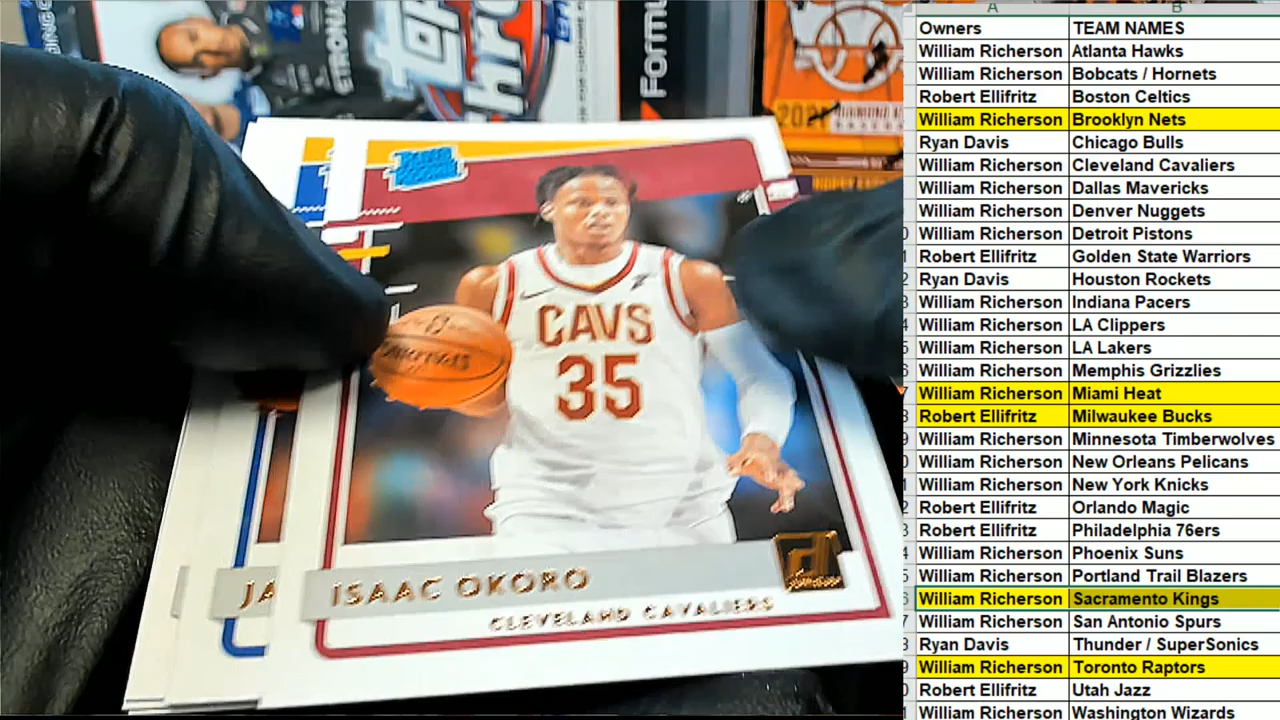 Formu
2021
CAVS
35
ISAAC OKORO
CLEVELAND CAVALIERS
JA
A B
Owners TEAM NAMES
William Richerson Atlanta Hawks
William Richerson Bobcats / Hornets
Robert Ellifritz Boston Celtics
William Richerson Brooklyn Nets
Ryan Davis Chicago Bulls
William Richerson Cleveland Cavaliers
William Richerson Dallas Mavericks
William Richerson Denver Nuggets
William Richerson Detroit Pistons
Robert Ellifritz Golden State Warriors
Ryan Davis Houston Rockets
William Richerson Indiana Pacers
William Richerson LA Clippers
William Richerson LA Lakers
William Richerson Memphis Grizzlies
William Richerson Miami Heat
Robert Ellifritz Milwaukee Bucks
William Richerson Minnesota Timberwolves
William Richerson New Orleans Pelicans
William Richerson New York Knicks
Robert Ellifritz Orlando Magic
Robert Ellifritz Philadelphia 76ers
William Richerson Phoenix Suns
William Richerson Portland Trail Blazers
William Richerson Sacramento Kings
William Richerson San Antonio Spurs
Ryan Davis Thunder / SuperSonics
William Richerson Toronto Raptors
Robert Ellifritz Utah Jazz
William Richerson Washington Wizards